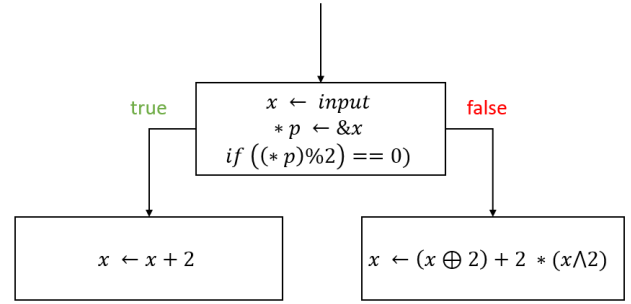 true
x ← input
* p ← &x
if ((* p)%2) == 0)
false
x ← x + 2
x ← (x ⊕ 2) + 2 * (x⋀2)